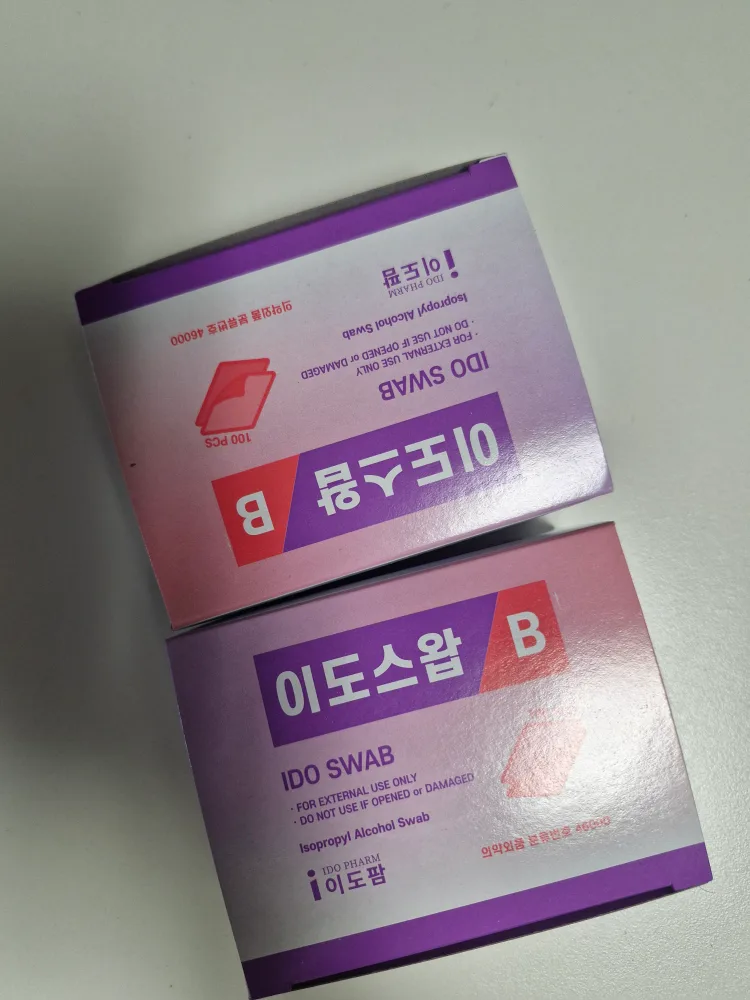 이도스왑 B
IDO SWAB
· FOR EXTERNAL USE ONLY
· DO NOT USE IF OPENED or DAMAGED
Isopropyl Alcohol Swab
100 PCS
IDO PHARM
이도팜
의약외품 분류번호 46000
이도스왑 B
IDO SWAB
· FOR EXTERNAL USE ONLY
· DO NOT USE IF OPENED or DAMAGED
Isopropyl Alcohol Swab
IDO PHARM
이도팜
의약외품 분류번호 46000